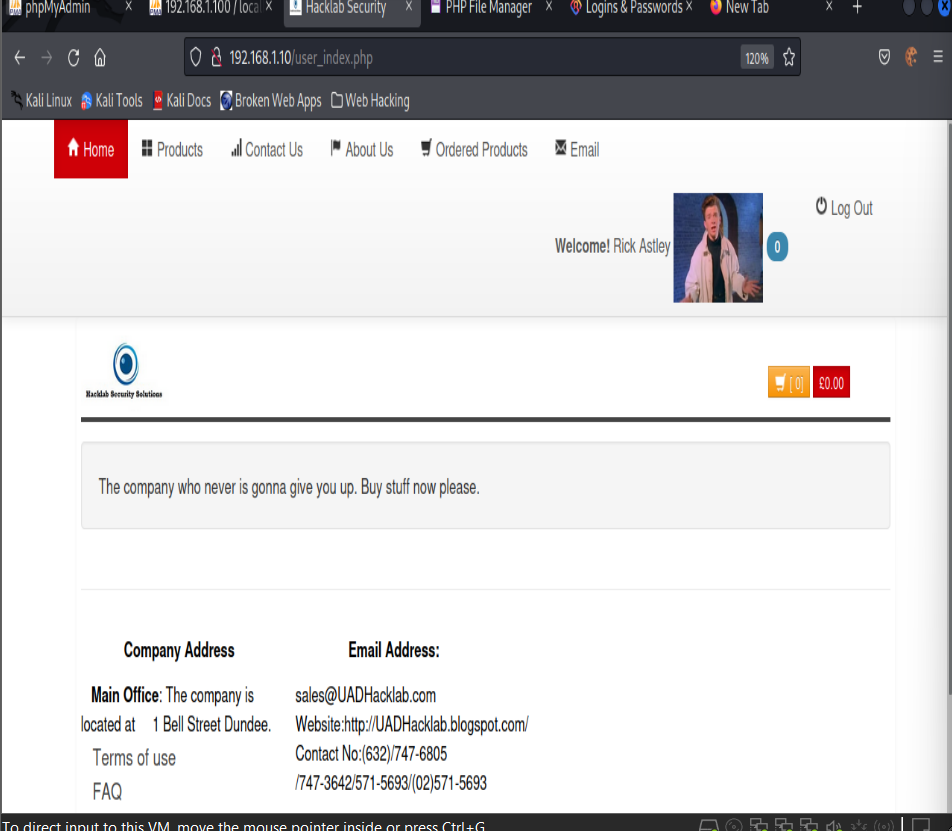 phpMyAdmin × 192.168.1.100 / local × Hacklab Security × PHP File Manager × Logins & Passwords × New Tab × +
192.168.1.10/user_index.php 120%
Kali Linux Kali Tools Kali Docs Broken Web Apps Web Hacking
Home Products Contact Us About Us Ordered Products Email
Log Out
Welcome! Rick Astley 0
Hacklab Security Solutions
[ 0] £0.00
The company who never is gonna give you up. Buy stuff now please.
Company Address
Main Office: The company is
located at 1 Bell Street Dundee.
Terms of use
FAQ
Email Address:
sales@UADHacklab.com
Website:http://UADHacklab.blogspot.com/
Contact No:(632)/747-6805
/747-3642/571-5693/(02)571-5693
To direct input to this VM, move the mouse pointer inside or press Ctrl+G.